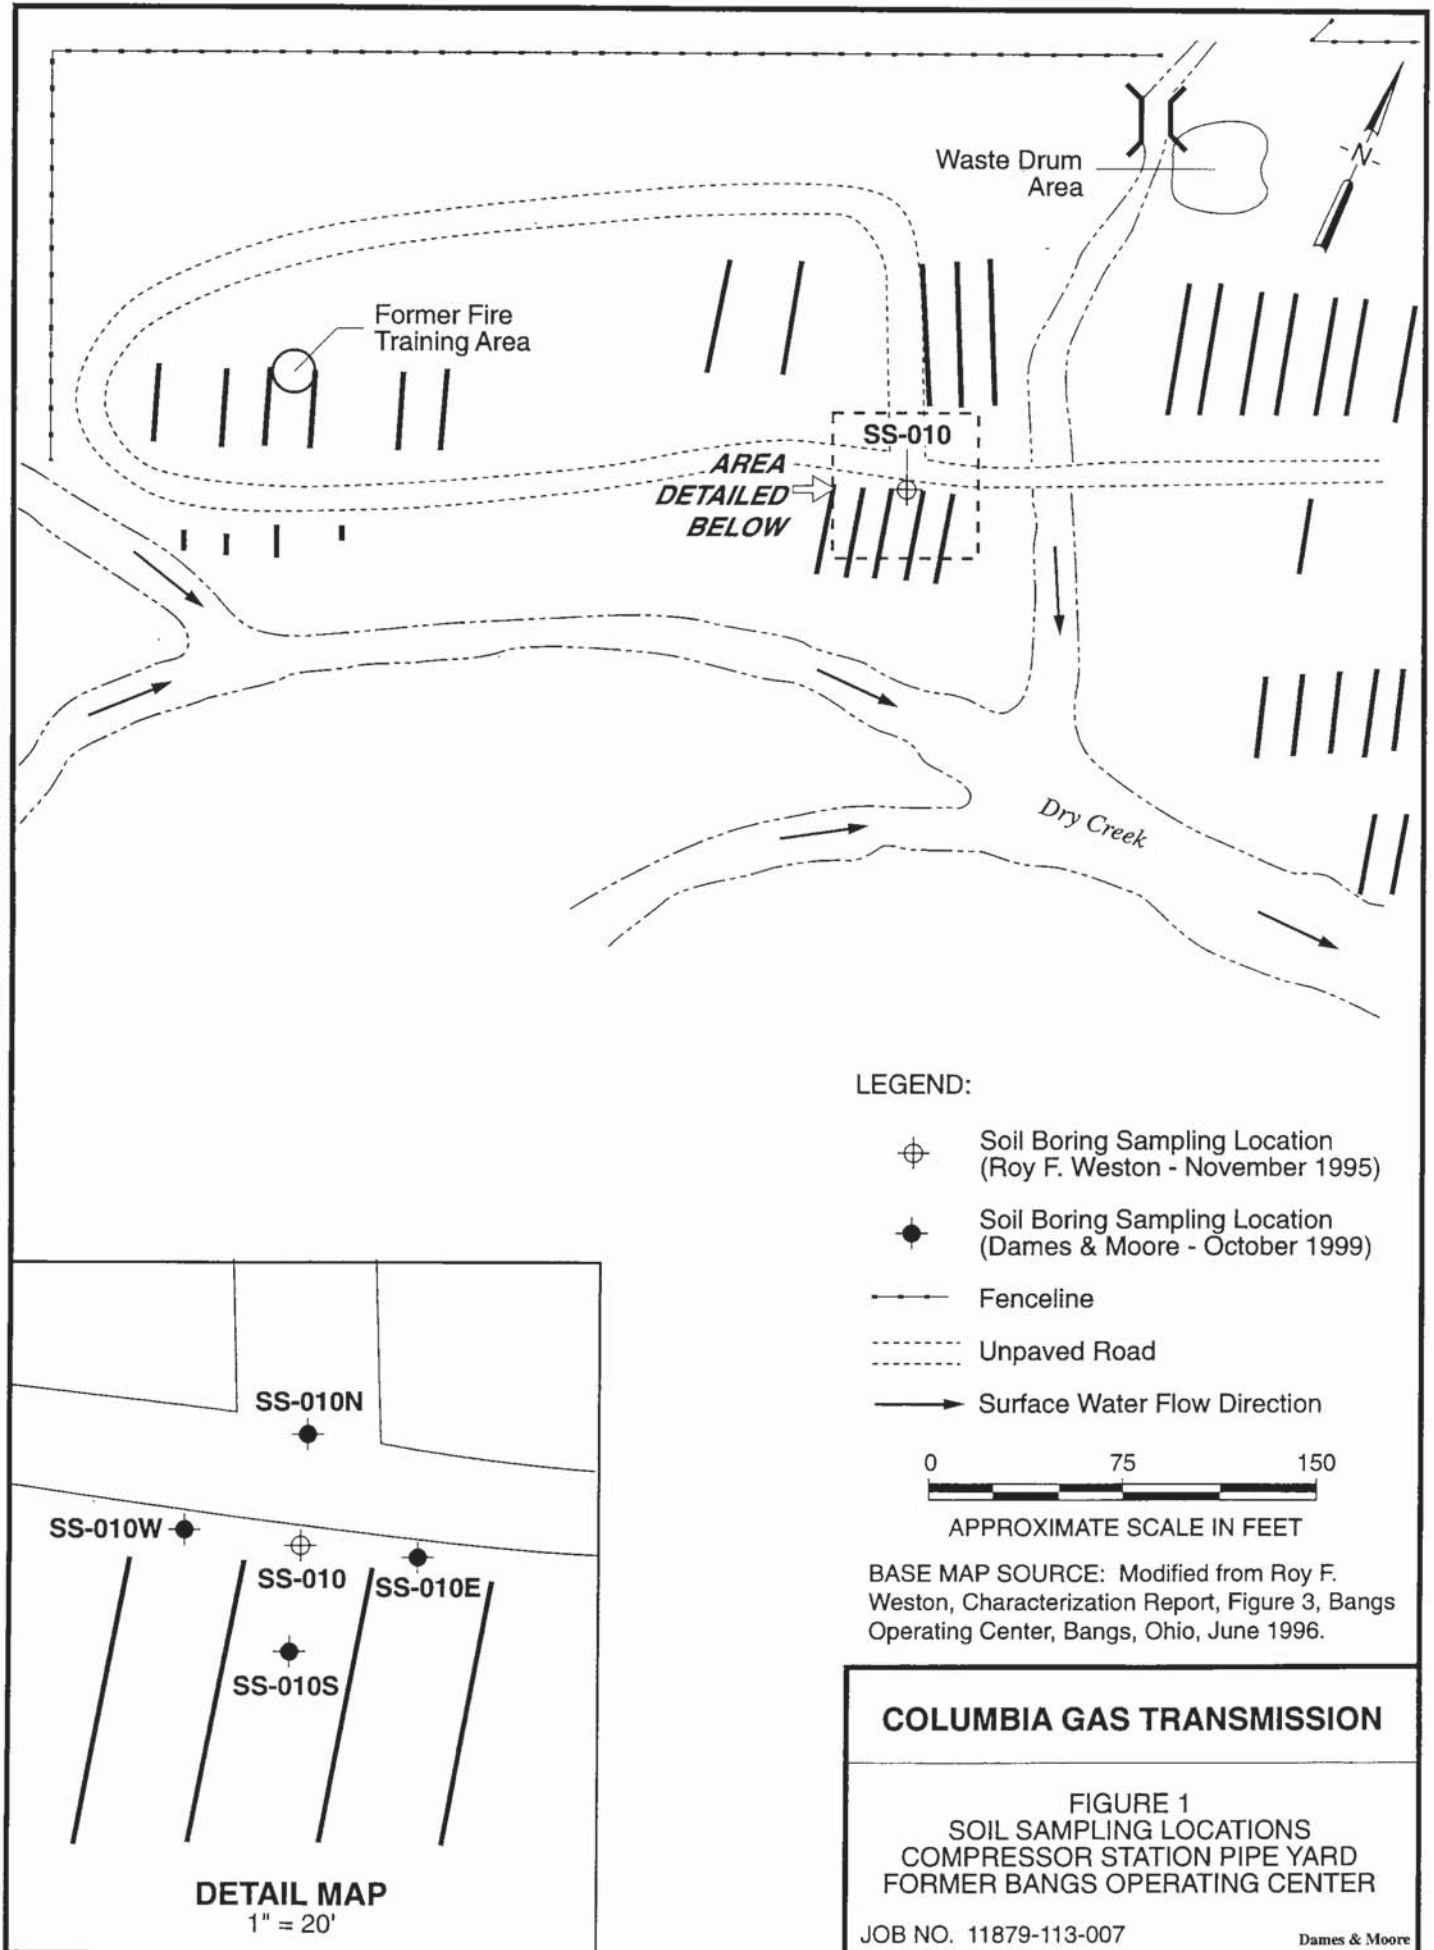 Waste Drum
Area
-N-
Former Fire
Training Area
SS-010
AREA
DETAILED
BELOW
Dry Creek
LEGEND:
Soil Boring Sampling Location
(Roy F. Weston - November 1995)
Soil Boring Sampling Location
(Dames & Moore - October 1999)
Fenceline
Unpaved Road
Surface Water Flow Direction
0 75 150
APPROXIMATE SCALE IN FEET
BASE MAP SOURCE: Modified from Roy F.
Weston, Characterization Report, Figure 3, Bangs
Operating Center, Bangs, Ohio, June 1996.
SS-010N
SS-010W
SS-010
SS-010E
SS-010S
DETAIL MAP
1" = 20'
COLUMBIA GAS TRANSMISSION
FIGURE 1
SOIL SAMPLING LOCATIONS
COMPRESSOR STATION PIPE YARD
FORMER BANGS OPERATING CENTER
JOB NO. 11879-113-007
Dames & Moore